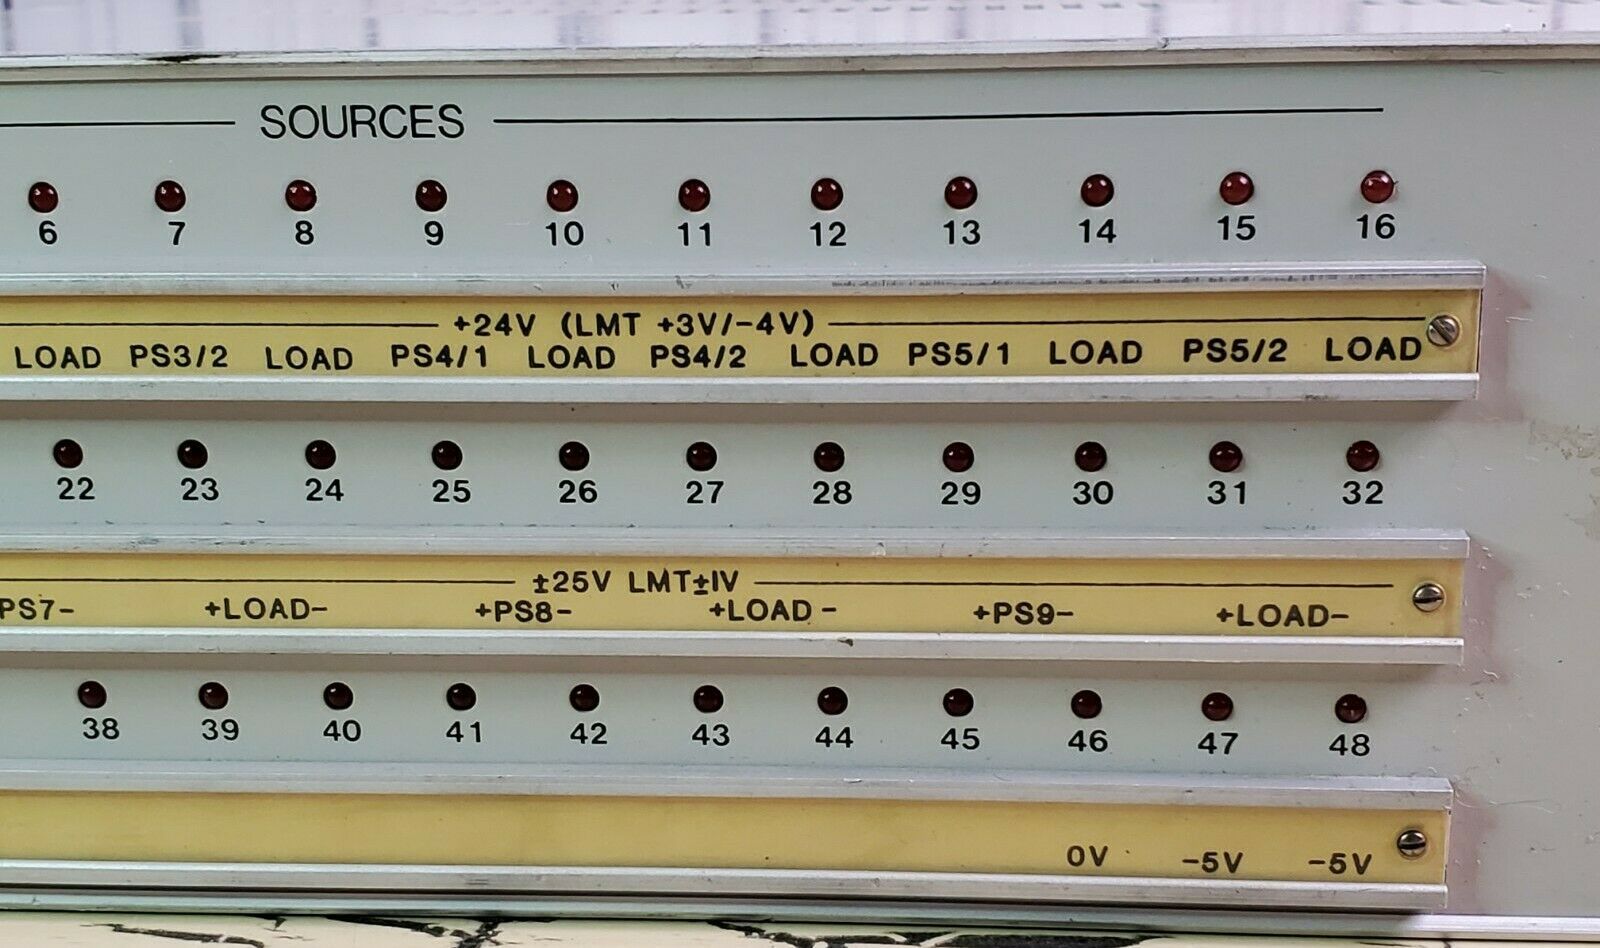 SOURCES
6 7 8 9 10 11 12 13 14 15 16
+24V (LMT +3V/-4V)
LOAD PS3/2 LOAD PS4/1 LOAD PS4/2 LOAD PS5/1 LOAD PS5/2 LOAD
22 23 24 25 26 27 28 29 30 31 32
±25V LMT±IV
PS7- +LOAD- +PS8- +LOAD- +PS9- +LOAD-
38 39 40 41 42 43 44 45 46 47 48
0V -5V -5V